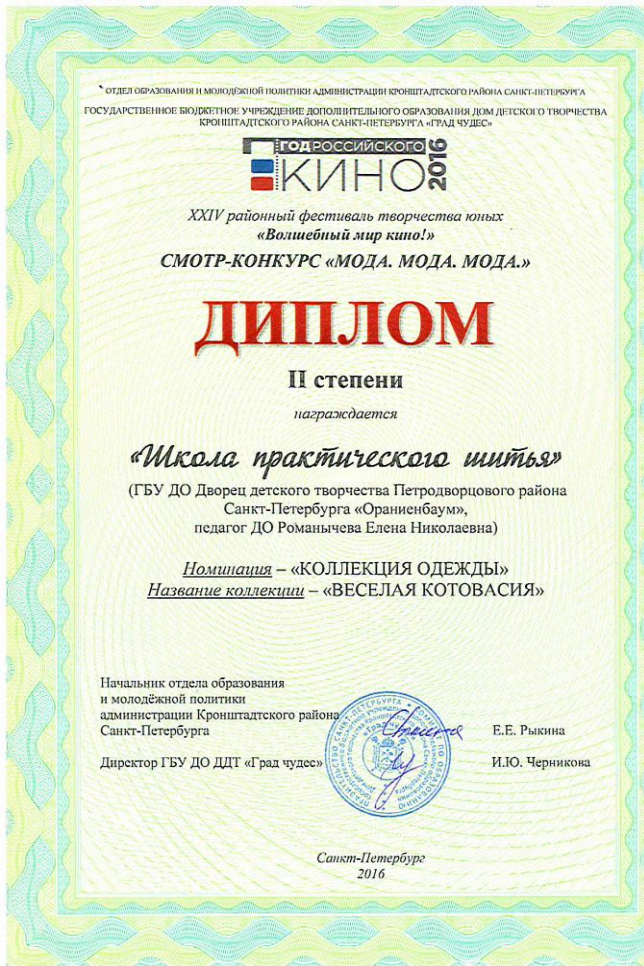 ОТДЕЛ ОБРАЗОВАНИЯ И МОЛОДЁЖНОЙ ПОЛИТИКИ АДМИНИСТРАЦИИ КРОНШТАДТСКОГО РАЙОНА САНКТ-ПЕТЕРБУРГА
ГОСУДАРСТВЕННОЕ БЮДЖЕТНОЕ УЧРЕЖДЕНИЕ ДОПОЛНИТЕЛЬНОГО ОБРАЗОВАНИЯ ДОМ ДЕТСКОГО ТВОРЧЕСТВА
КРОНШТАДТСКОГО РАЙОНА САНКТ-ПЕТЕРБУРГА «ГРАД ЧУДЕС»
ГОД РОССИЙСКОГО
КИНО 2016
XXIV районный фестиваль творчества юных
«Волшебный мир кино!»
СМОТР-КОНКУРС «МОДА. МОДА. МОДА.»
ДИПЛОМ
II степени
награждается
«Школа практического шитья»
(ГБУ ДО Дворец детского творчества Петродворцового района
Санкт-Петербурга «Ораниенбаум»,
педагог ДО Романычева Елена Николаевна)
Номинация – «КОЛЛЕКЦИЯ ОДЕЖДЫ»
Название коллекции – «ВЕСЕЛАЯ КОТОВАСИЯ»
Начальник отдела образования
и молодёжной политики
администрации Кронштадтского района
Санкт-Петербурга Е.Е. Рыкина
Директор ГБУ ДО ДДТ «Град чудес» И.Ю. Черникова
Санкт-Петербург
2016